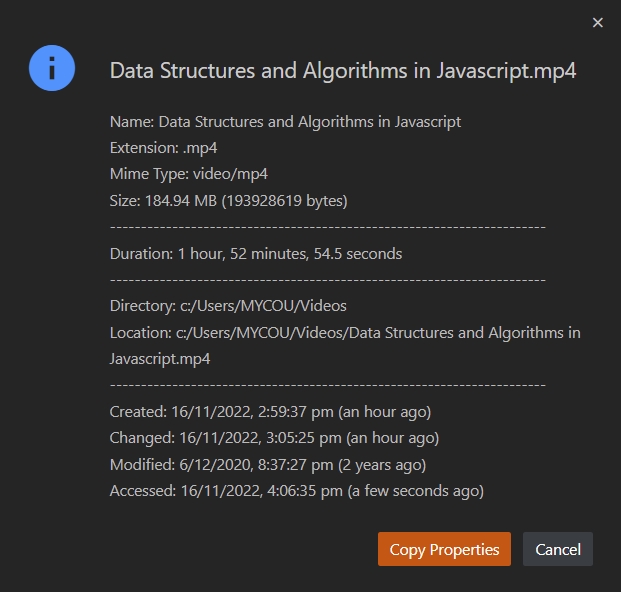 Data Structures and Algorithms in Javascript.mp4
Name: Data Structures and Algorithms in Javascript
Extension: .mp4
Mime Type: video/mp4
Size: 184.94 MB (193928619 bytes)
-----------------------------------------------------------------------
Duration: 1 hour, 52 minutes, 54.5 seconds
-----------------------------------------------------------------------
Directory: c:/Users/MYCOU/Videos
Location: c:/Users/MYCOU/Videos/Data Structures and Algorithms in
Javascript.mp4
-----------------------------------------------------------------------
Created: 16/11/2022, 2:59:37 pm (an hour ago)
Changed: 16/11/2022, 3:05:25 pm (an hour ago)
Modified: 6/12/2020, 8:37:27 pm (2 years ago)
Accessed: 16/11/2022, 4:06:35 pm (a few seconds ago)
Copy Properties Cancel